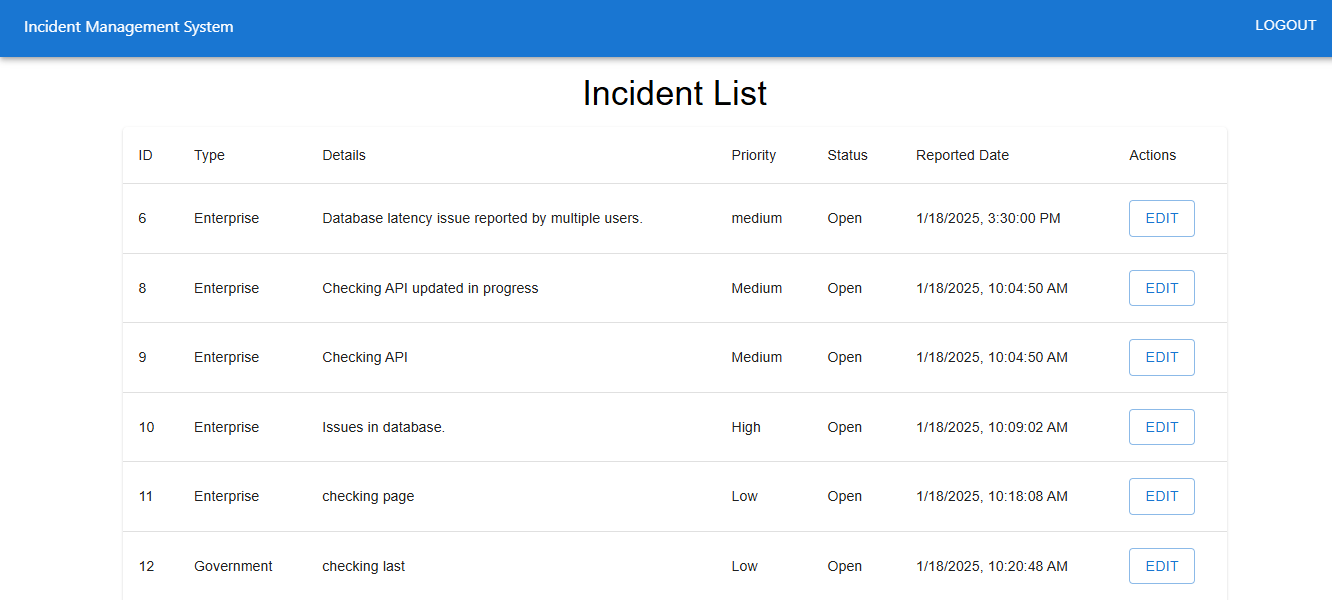 Incident Management System LOGOUT
Incident List
ID Type Details Priority Status Reported Date Actions
6 Enterprise Database latency issue reported by multiple users. medium Open 1/18/2025, 3:30:00 PM EDIT
8 Enterprise Checking API updated in progress Medium Open 1/18/2025, 10:04:50 AM EDIT
9 Enterprise Checking API Medium Open 1/18/2025, 10:04:50 AM EDIT
10 Enterprise Issues in database. High Open 1/18/2025, 10:09:02 AM EDIT
11 Enterprise checking page Low Open 1/18/2025, 10:18:08 AM EDIT
12 Government checking last Low Open 1/18/2025, 10:20:48 AM EDIT